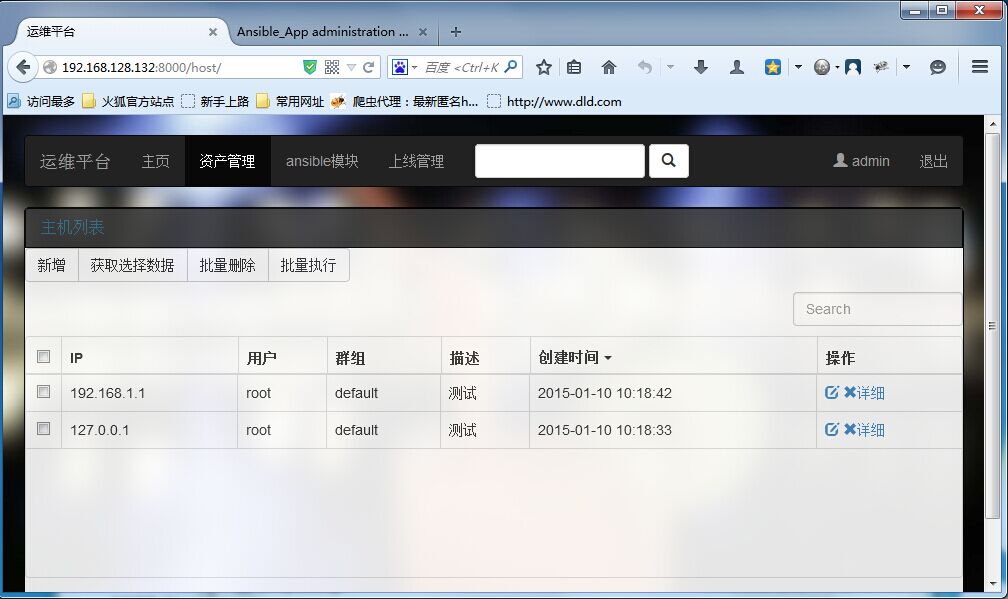 运维平台 Ansible_App administration ...
192.168.128.132:8000/host/ 百度 <Ctrl+K
访问最多 火狐官方站点 新手上路 常用网址 爬虫代理：最新匿名h... http://www.dld.com
运维平台 主页 资产管理 ansible模块 上线管理 admin 退出
主机列表
新增 获取选择数据 批量删除 批量执行
Search
IP 用户 群组 描述 创建时间 操作
192.168.1.1 root default 测试 2015-01-10 10:18:42 详细
127.0.0.1 root default 测试 2015-01-10 10:18:33 详细